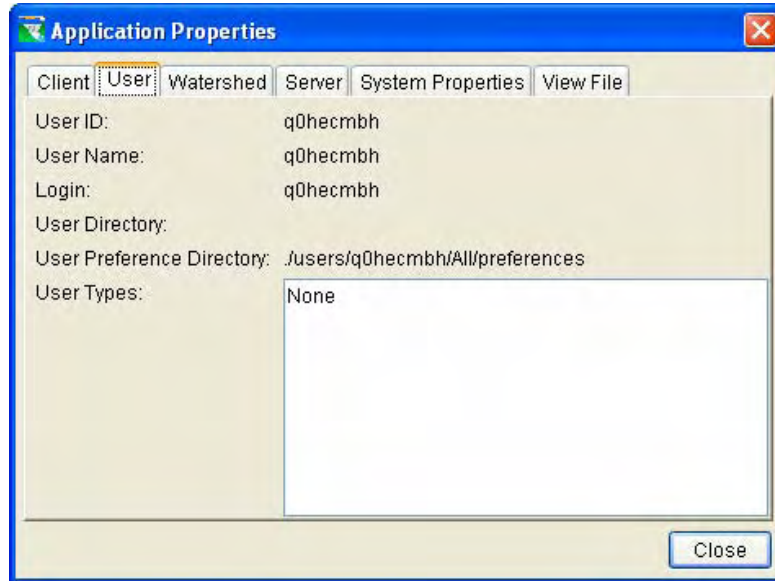 Application Properties
Client User Watershed Server System Properties View File
User ID: q0hecmbh
User Name: q0hecmbh
Login: q0hecmbh
User Directory:
User Preference Directory: ./users/q0hecmbh/All/preferences
User Types: None
Close